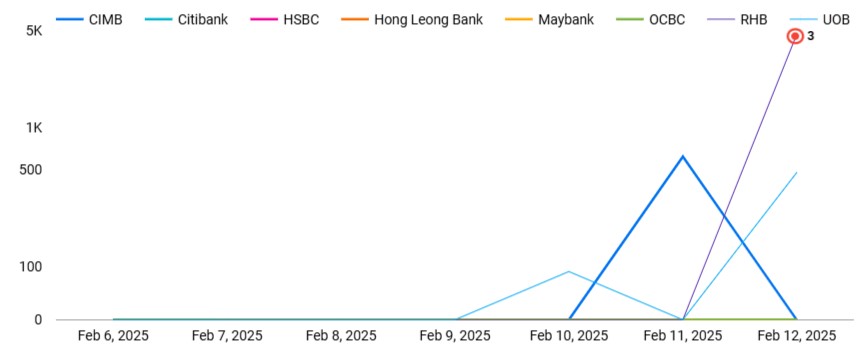 CIMB Citibank HSBC Hong Leong Bank Maybank OCBC RHB UOB
5K
3
1K
500
100
0
Feb 6, 2025 Feb 7, 2025 Feb 8, 2025 Feb 9, 2025 Feb 10, 2025 Feb 11, 2025 Feb 12, 2025